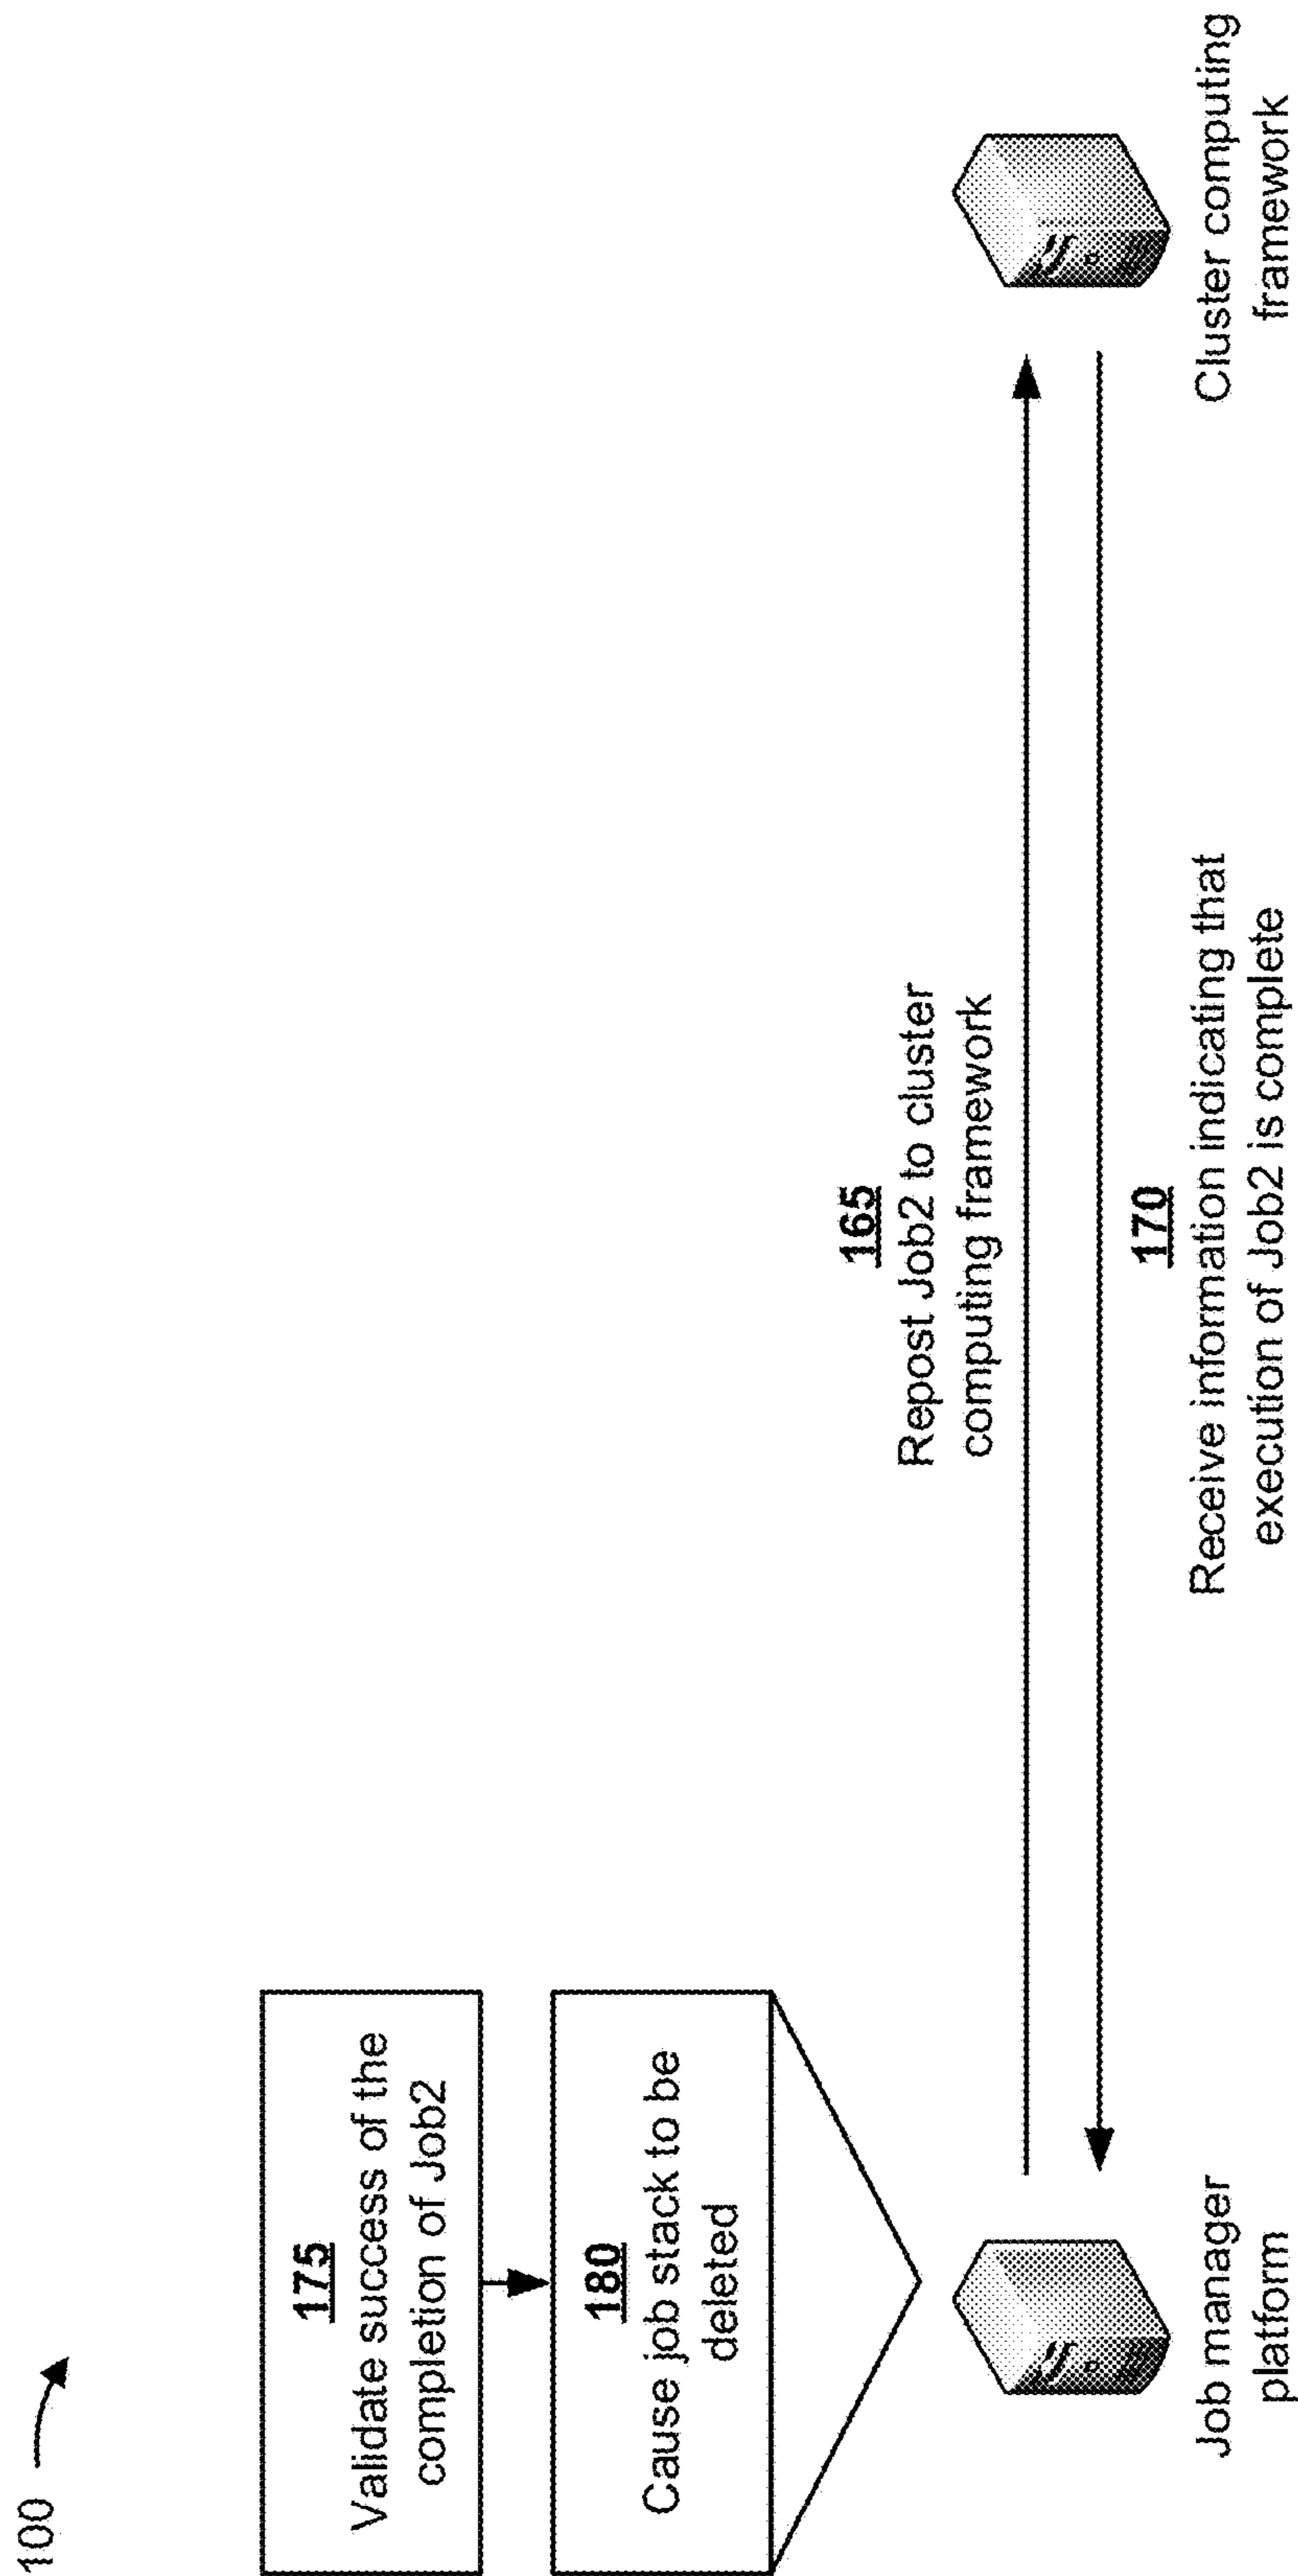 100
175
Validate success of the
completion of Job2
180
Cause job stack to be
deleted
165
Repost Job2 to cluster
computing framework
170
Receive information indicating that
execution of Job2 is complete
Job manager
platform
Cluster computing
framework